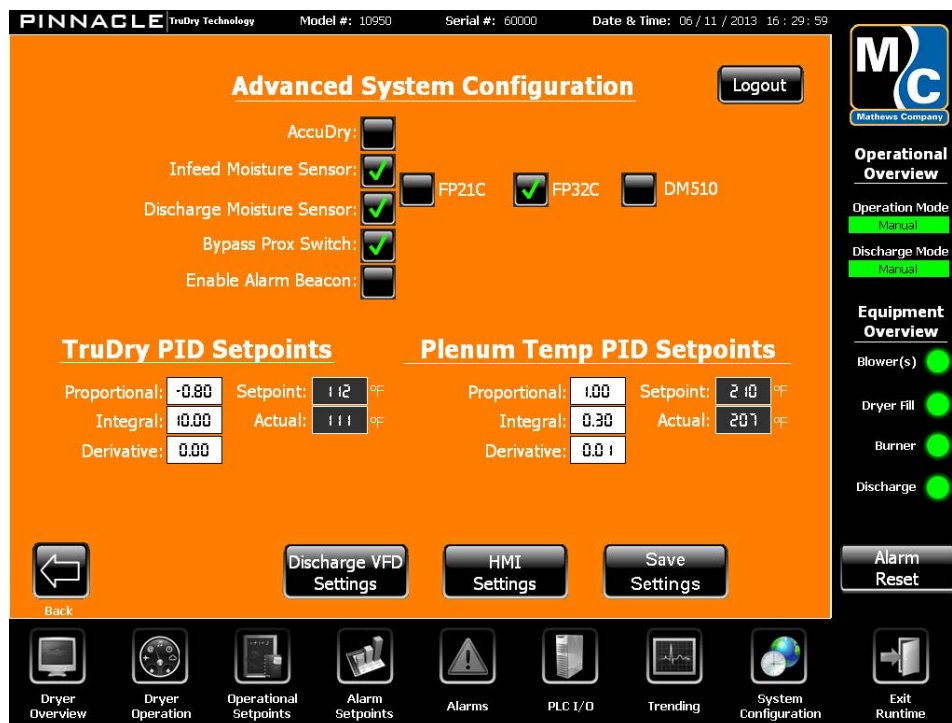 PINNACLE TruDry Technology Model #: 10950 Serial #: 60000 Date & Time: 06 / 11 / 2013 16 : 29 : 59
MC
Mathews Company
Advanced System Configuration
Logout
AccuDry:
Infeed Moisture Sensor:
FP21C FP32C DM510
Discharge Moisture Sensor:
Bypass Prox Switch:
Enable Alarm Beacon:
TruDry PID Setpoints
Proportional: -0.80 Setpoint: 112 °F
Integral: 10.00 Actual: 111 °F
Derivative: 0.00
Plenum Temp PID Setpoints
Proportional: 1.00 Setpoint: 210 °F
Integral: 0.30 Actual: 207 °F
Derivative: 0.01
Operational
Overview
Operation Mode
Manual
Discharge Mode
Manual
Equipment
Overview
Blower(s)
Dryer Fill
Burner
Discharge
Back
Discharge VFD
Settings
HMI
Settings
Save
Settings
Alarm
Reset
Dryer
Overview
Dryer
Operation
Operational
Setpoints
Alarm
Setpoints
Alarms
PLC I/O
Trending
System
Configuration
Exit
Runtime